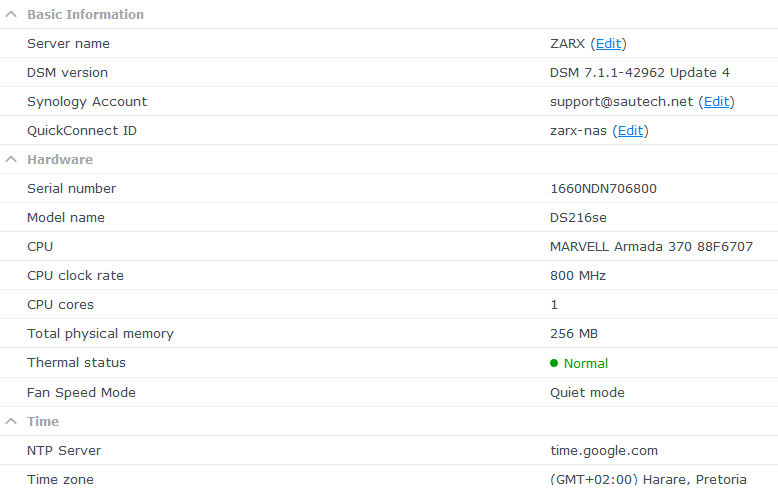 Basic Information
Server name ZARX (Edit)
DSM version DSM 7.1.1-42962 Update 4
Synology Account support@sautech.net (Edit)
QuickConnect ID zarx-nas (Edit)
Hardware
Serial number 1660NDN706800
Model name DS216se
CPU MARVELL Armada 370 88F6707
CPU clock rate 800 MHz
CPU cores 1
Total physical memory 256 MB
Thermal status Normal
Fan Speed Mode Quiet mode
Time
NTP Server time.google.com
Time zone (GMT+02:00) Harare, Pretoria